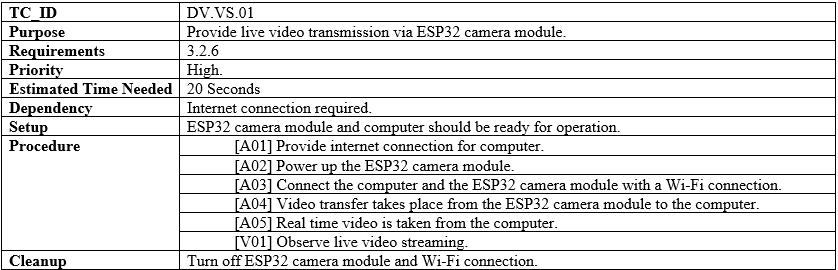 TC_ID DV.VS.01
Purpose Provide live video transmission via ESP32 camera module.
Requirements 3.2.6
Priority High.
Estimated Time Needed 20 Seconds
Dependency Internet connection required.
Setup ESP32 camera module and computer should be ready for operation.
Procedure [A01] Provide internet connection for computer.
[A02] Power up the ESP32 camera module.
[A03] Connect the computer and the ESP32 camera module with a Wi-Fi connection.
[A04] Video transfer takes place from the ESP32 camera module to the computer.
[A05] Real time video is taken from the computer.
[V01] Observe live video streaming.
Cleanup Turn off ESP32 camera module and Wi-Fi connection.